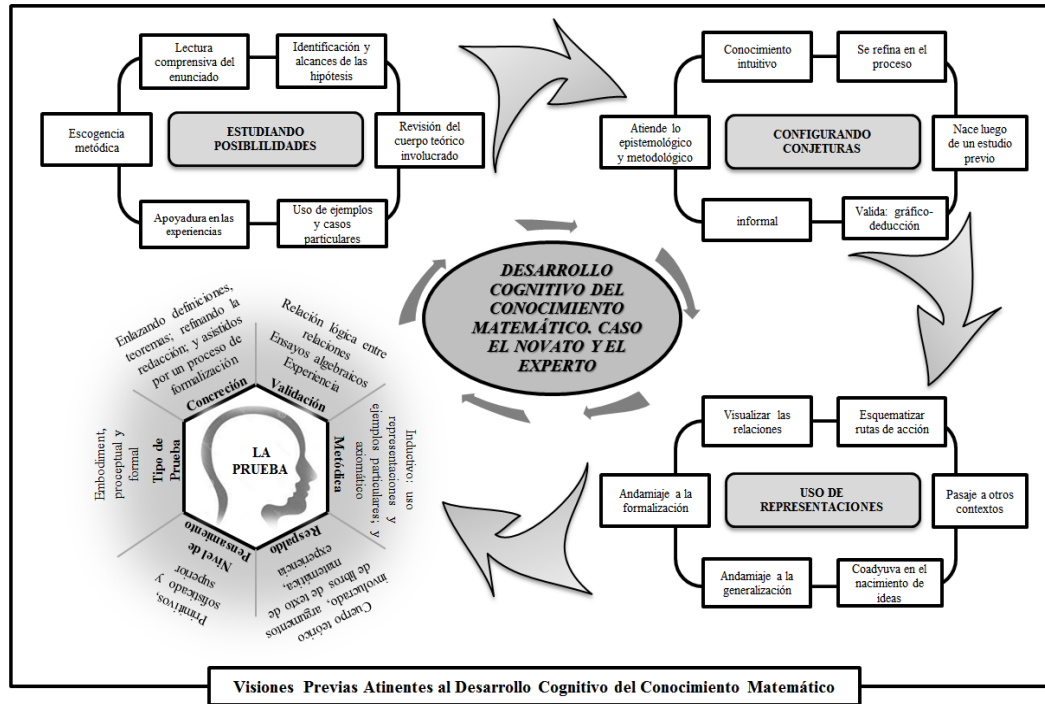 Lectura
comprensiva del
enunciado
Identificación y
alcances de las
hipótesis
Escogencia
metódica
ESTUDIANDO
POSIBLILIDADES
Revisión del
cuerpo teórico
involucrado
Apoyadura en las
experiencias
Uso de ejemplos
y casos
particulares
Conocimiento
intuitivo
Se refina en el
proceso
Atiende lo
epistemológico
y metodológico
CONFIGURANDO
CONJETURAS
Nace luego
de un estudio
previo
informal
Valida: gráfico-
deducción
DESARROLLO
COGNITIVO DEL
CONOCIMIENTO
MATEMÁTICO. CASO
EL NOVATO Y EL
EXPERTO
Visualizar las
relaciones
Esquematizar
rutas de acción
Andamiaje a la
formalización
USO DE
REPRESENTACIONES
Pasaje a otros
contextos
Andamiaje a la
generalización
Coadyuva en el
nacimiento de
ideas
LA
PRUEBA
Concreción
Enlazando definiciones,
teoremas; refinando la
redacción; y asistidos
por un proceso de
formalización
Validación
Relación lógica entre
relaciones
Ensayos algebraicos
Experiencia
Metódica
Inductivo: uso
representaciones y
ejemplos particulares; y
axiomático
Respaldo
Cuerpo teórico
involucrado, argumentos
de libros de texto de
matemática,
experiencia
Nivel de
Pensamiento
Primitivos,
sofisticado y
superior
Tipo de
Prueba
Embodiment,
proceptual y
formal
Visiones Previas Atinentes al Desarrollo Cognitivo del Conocimiento Matemático